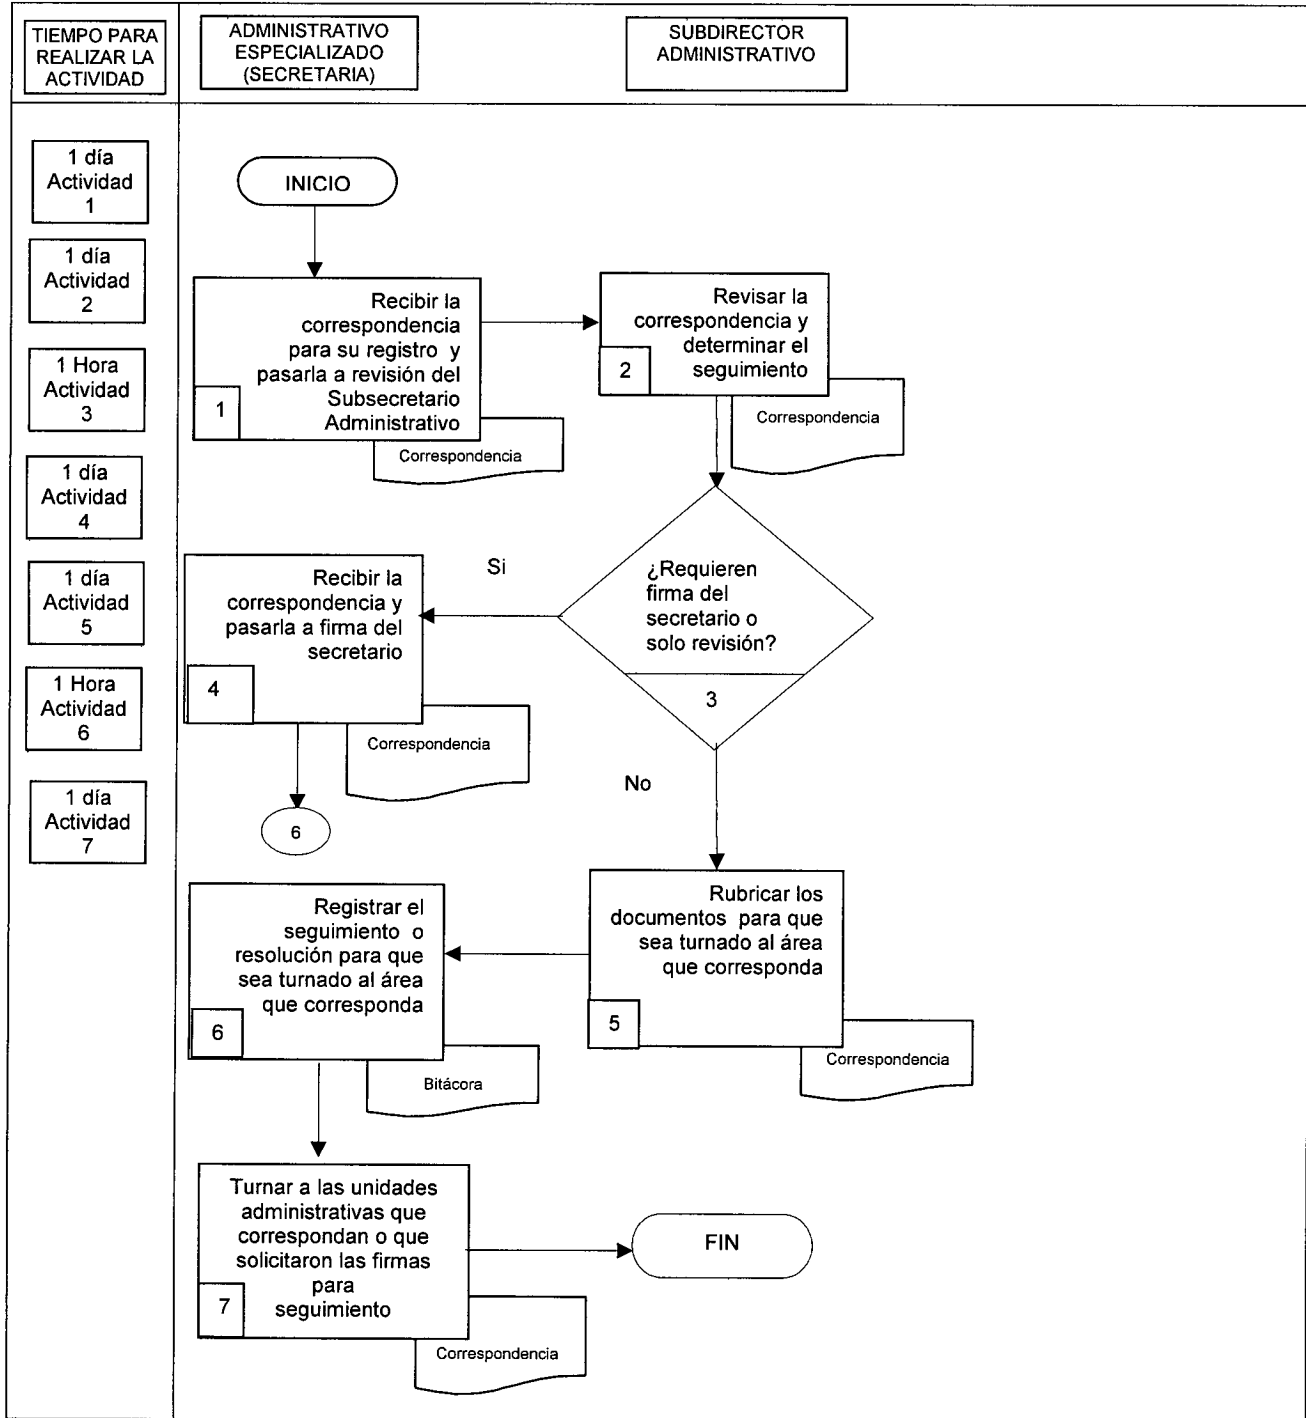 TIEMPO PARA
REALIZAR LA
ACTIVIDAD
ADMINISTRATIVO
ESPECIALIZADO
(SECRETARIA)
SUBDIRECTOR
ADMINISTRATIVO
1 día
Actividad
1
1 día
Actividad
2
1 Hora
Actividad
3
1 día
Actividad
4
1 día
Actividad
5
1 Hora
Actividad
6
1 día
Actividad
7
INICIO
Recibir la
correspondencia
para su registro y
pasarla a revisión del
Subsecretario
Administrativo
1
Correspondencia
Revisar la
correspondencia y
determinar el
seguimiento
2
Correspondencia
¿Requieren
firma del
secretario o
solo revisión?
3
Si
No
Recibir la
correspondencia y
pasarla a firma del
secretario
4
Correspondencia
6
Rubricar los
documentos para que
sea turnado al área
que corresponda
5
Correspondencia
Registrar el
seguimiento o
resolución para que
sea turnado al área
que corresponda
6
Bitácora
Turnar a las unidades
administrativas que
correspondan o que
solicitaron las firmas
para
seguimiento
7
Correspondencia
FIN